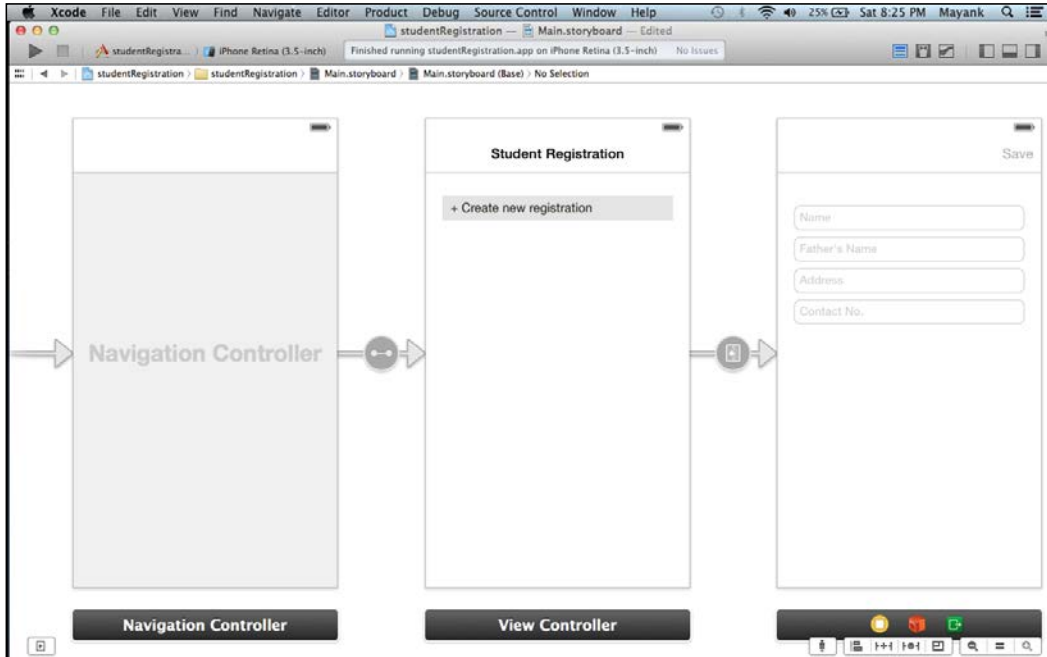 Xcode File Edit View Find Navigate Editor Product Debug Source Control Window Help 25% Sat 8:25 PM Mayank
studentRegistration — Main.storyboard — Edited
studentRegistra... iPhone Retina (3.5-inch) Finished running studentRegistration.app on iPhone Retina (3.5-inch) No Issues
studentRegistration studentRegistration Main.storyboard Main.storyboard (Base) No Selection
Student Registration
Save
+ Create new registration
Name
Father's Name
Address
Contact No.
Navigation Controller
Navigation Controller
View Controller